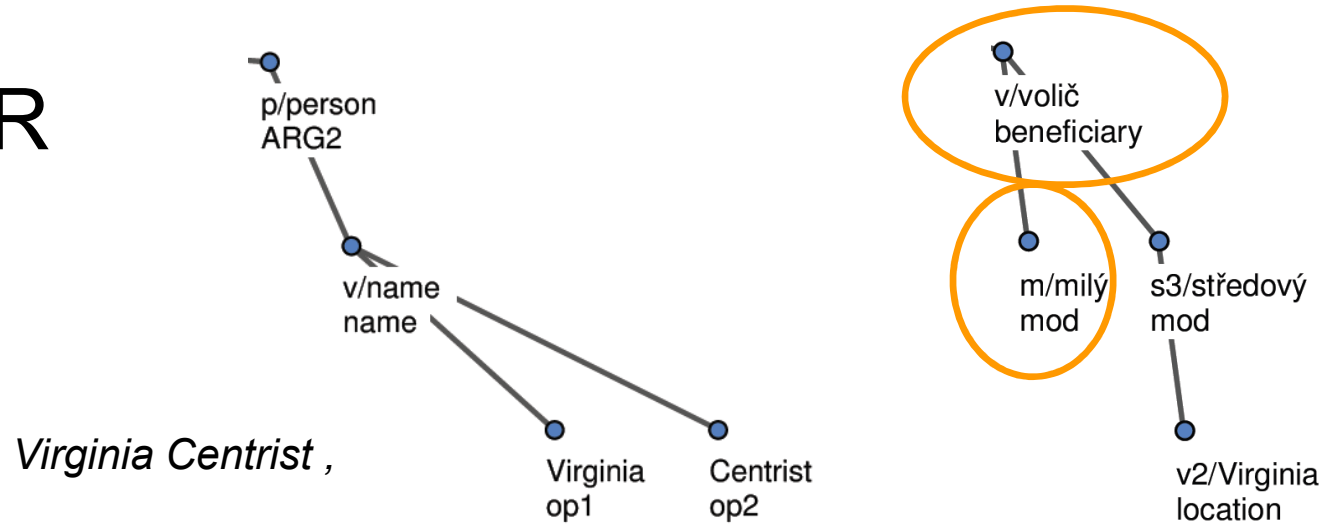 R
p/person
ARG2
v/name
name
Virginia
op1
Centrist
op2
Virginia Centrist ,
v/volič
beneficiary
m/milý
mod
s3/středový
mod
v2/Virginia
location